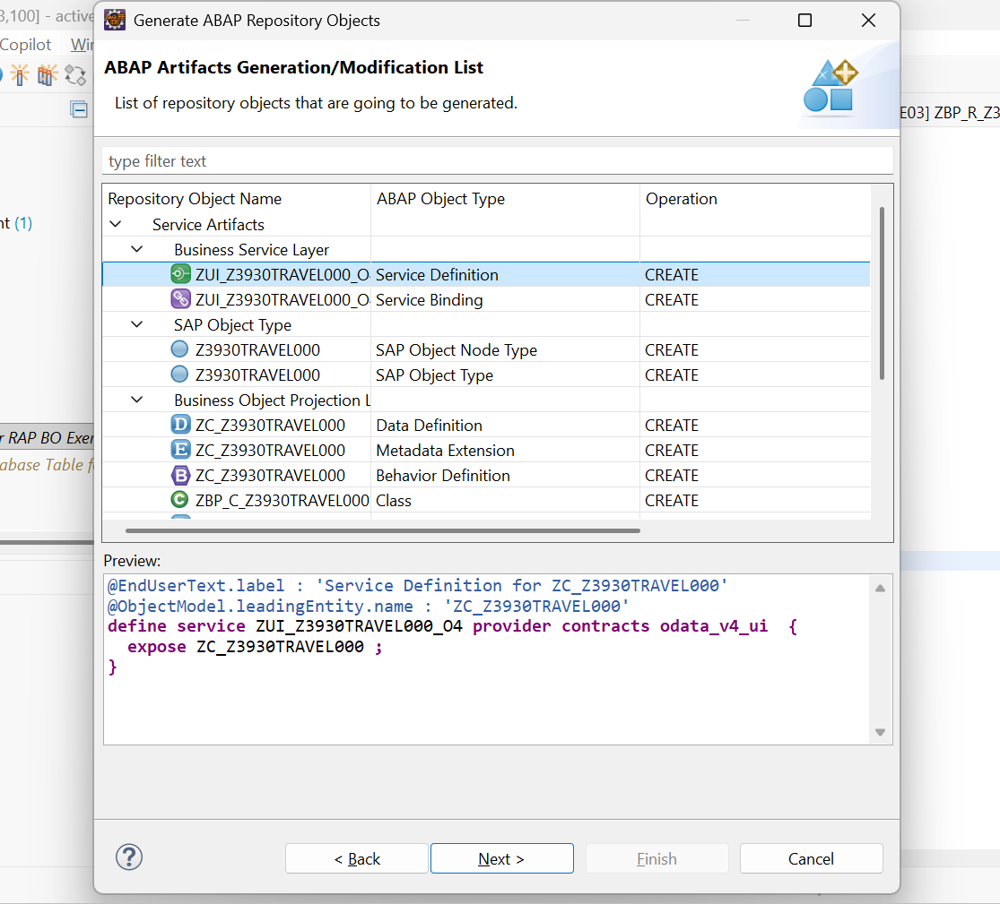 3,100] - active
Generate ABAP Repository Objects
Copilot Wi
ABAP Artifacts Generation/Modification List
List of repository objects that are going to be generated.
E03] ZBP_R_Z3
type filter text
Repository Object Name ABAP Object Type Operation
nt (1)
Service Artifacts
Business Service Layer
ZUI_Z3930TRAVEL000_O Service Definition CREATE
ZUI_Z3930TRAVEL000_O Service Binding CREATE
SAP Object Type
Z3930TRAVEL000 SAP Object Node Type CREATE
Z3930TRAVEL000 SAP Object Type CREATE
Business Object Projection L
ZC_Z3930TRAVEL000 Data Definition CREATE
r RAP BO Exer
ZC_Z3930TRAVEL000 Metadata Extension CREATE
abase Table f
ZC_Z3930TRAVEL000 Behavior Definition CREATE
ZBP_C_Z3930TRAVEL000 Class CREATE
Preview:
@EndUserText.label : 'Service Definition for ZC_Z3930TRAVEL000'
@ObjectModel.leadingEntity.name : 'ZC_Z3930TRAVEL000'
define service ZUI_Z3930TRAVEL000_O4 provider contracts odata_v4_ui {
expose ZC_Z3930TRAVEL000 ;
}
? < Back Next > Finish Cancel